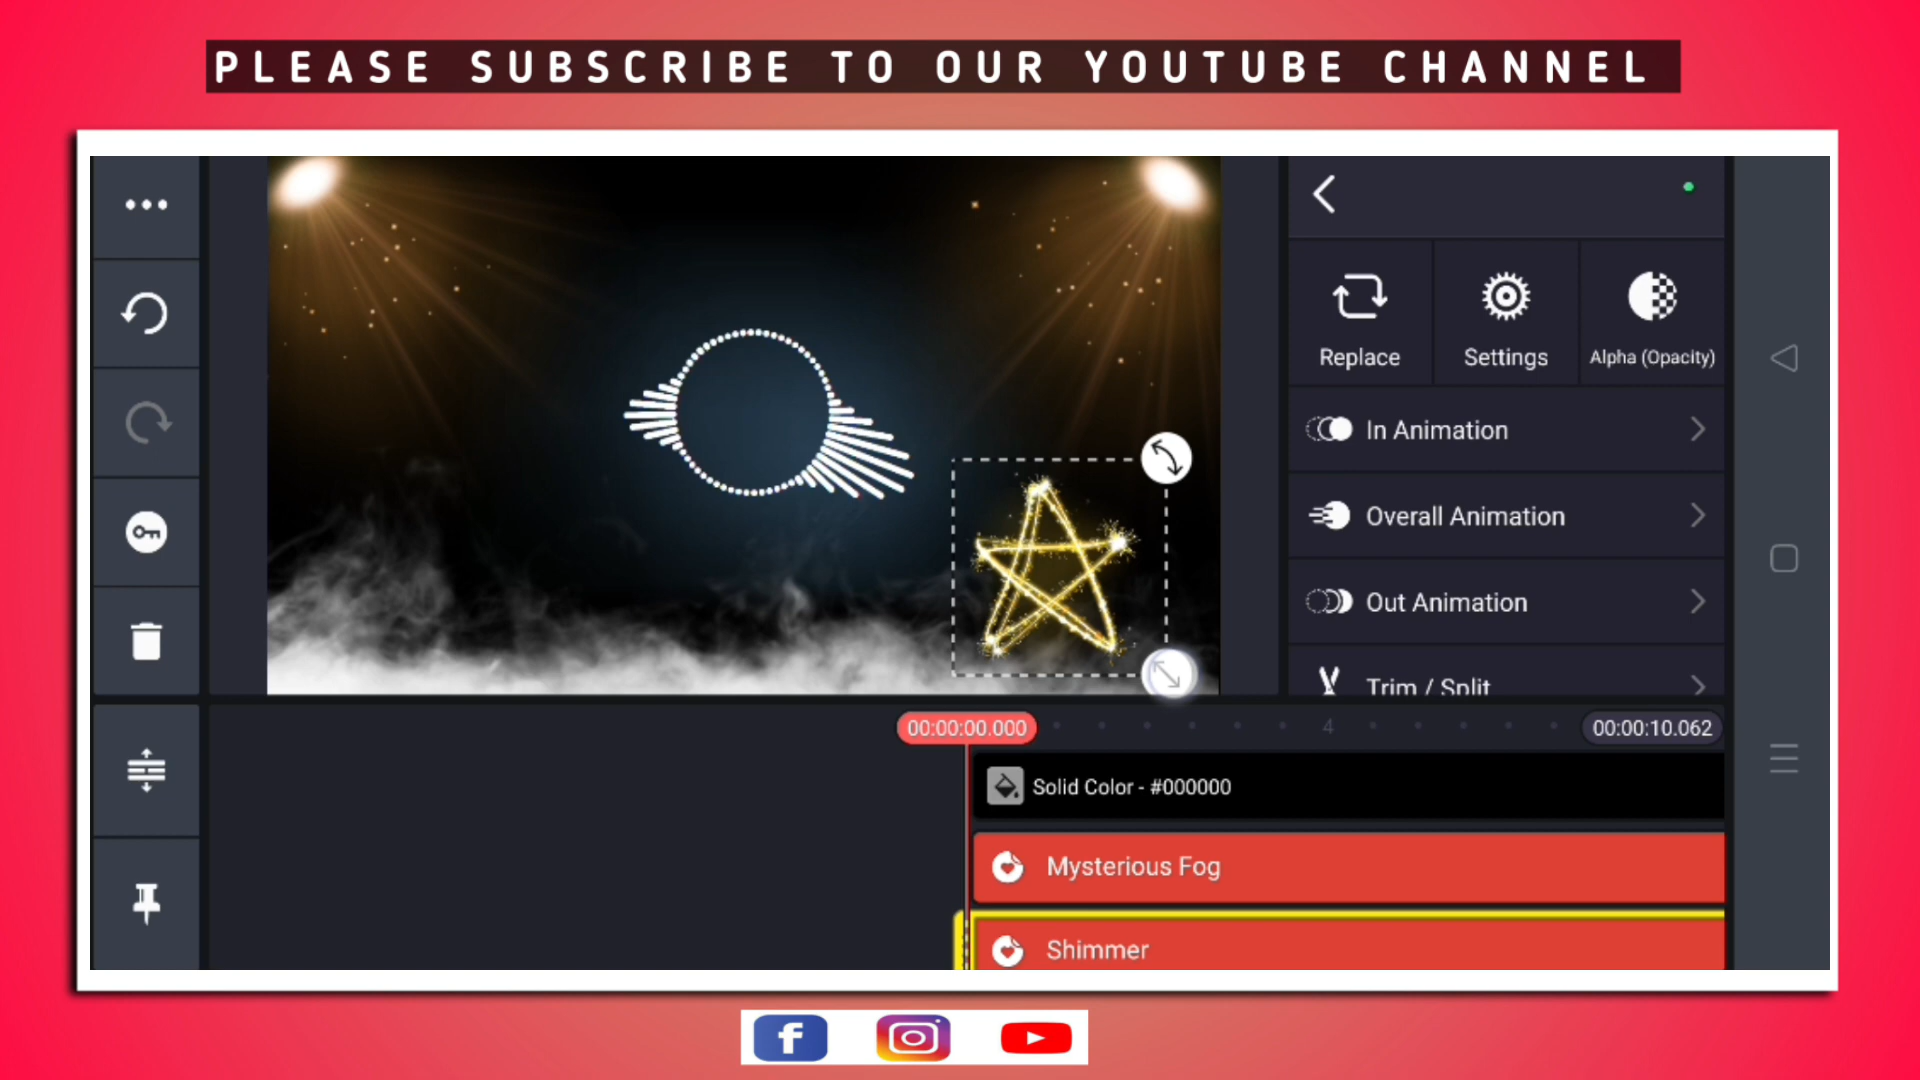 PLEASE SUBSCRIBE TO OUR YOUTUBE CHANNEL
Replace
Settings
Alpha (Opacity)
In Animation
Overall Animation
Out Animation
Trim / Split
00:00:00.000
4
00:00:10.062
Solid Color - #000000
Mysterious Fog
Shimmer